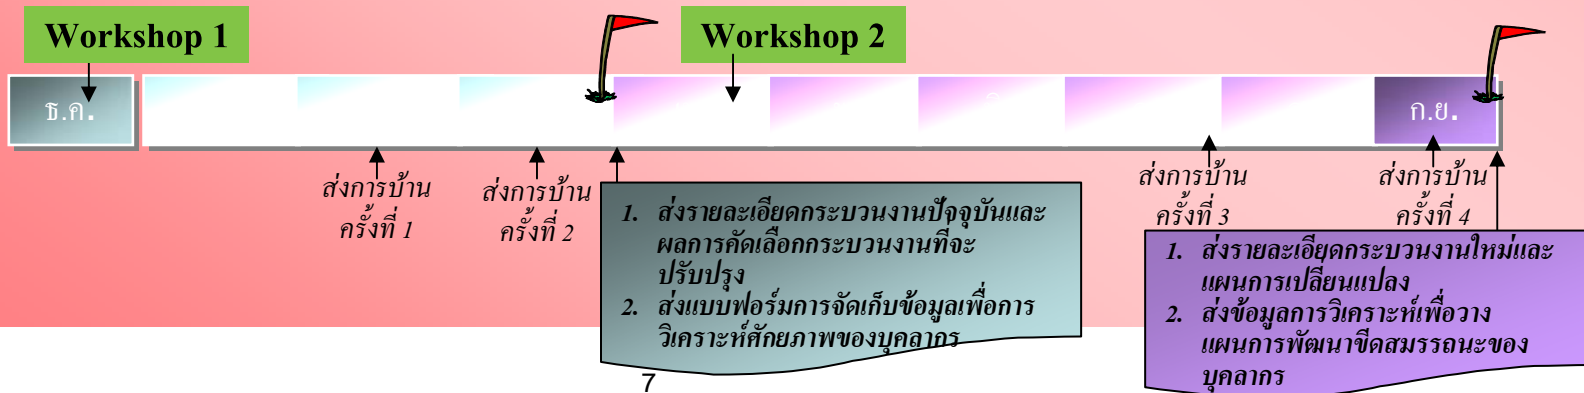 Workshop 1
Workshop 2
ธ.ค.
ก.ย.
ส่งการบ้าน
ครั้งที่ 1
ส่งการบ้าน
ครั้งที่ 2
ส่งการบ้าน
ครั้งที่ 3
ส่งการบ้าน
ครั้งที่ 4
1. ส่งรายละเอียดกระบวนงานปัจจุบันและ
ผลการคัดเลือกกระบวนงานที่จะ
ปรับปรุง
2. ส่งแบบฟอร์มการจัดเก็บข้อมูลเพื่อการ
วิเคราะห์ศักยภาพของบุคลากร
1. ส่งรายละเอียดกระบวนงานใหม่และ
แผนการเปลี่ยนแปลง
2. ส่งข้อมูลการวิเคราะห์เพื่อวาง
แผนการพัฒนาขีดสมรรถนะของ
บุคลากร
7